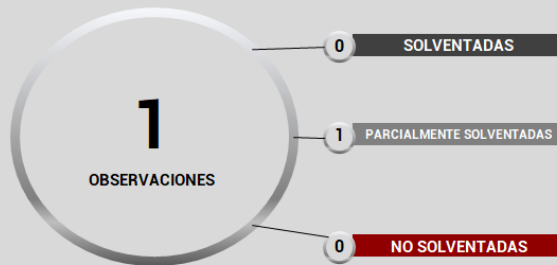 1
OBSERVACIONES
0 SOLVENTADAS
1 PARCIALMENTE SOLVENTADAS
0 NO SOLVENTADAS